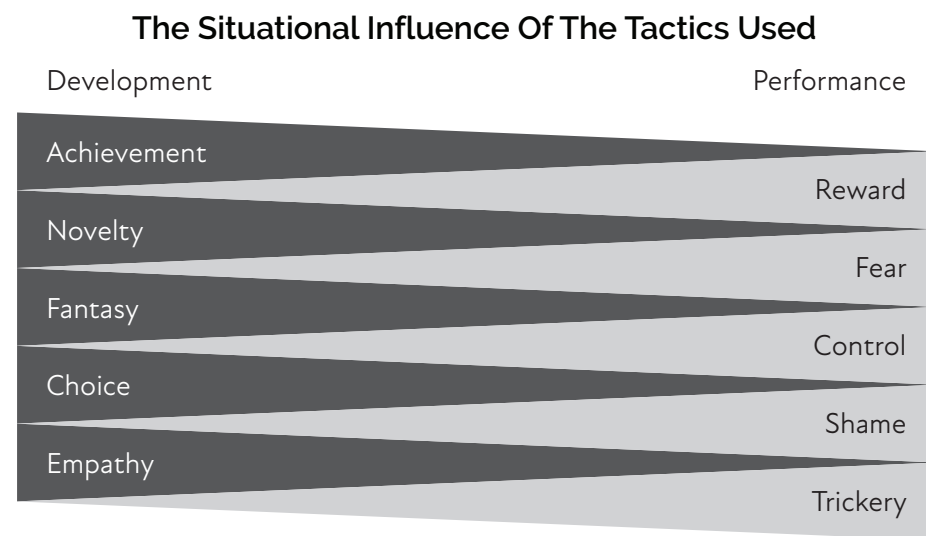 The Situational Influence Of The Tactics Used
Development
Performance
Achievement
Reward
Novelty
Fear
Fantasy
Control
Choice
Shame
Empathy
Trickery